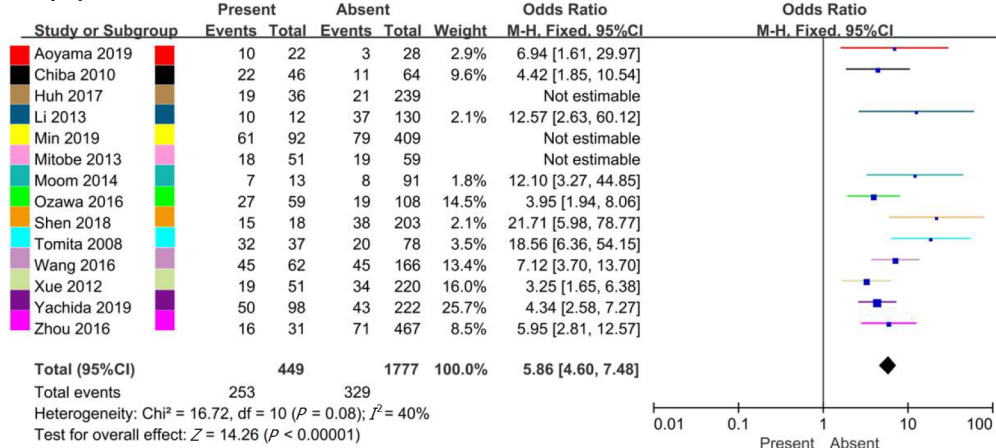 Present Absent Odds Ratio Odds Ratio
Study or Subgroup Events Total Events Total Weight M-H. Fixed. 95%CI M-H. Fixed. 95%CI
Aoyama 2019 10 22 3 28 2.9% 6.94 [1.61, 29.97]
Chiba 2010 22 46 11 64 9.6% 4.42 [1.85, 10.54]
Huh 2017 19 36 21 239 Not estimable
Li 2013 10 12 37 130 2.1% 12.57 [2.63, 60.12]
Min 2019 61 92 79 409 Not estimable
Mitobe 2013 18 51 19 59 Not estimable
Moom 2014 7 13 8 91 1.8% 12.10 [3.27, 44.85]
Ozawa 2016 27 59 19 108 14.5% 3.95 [1.94, 8.06]
Shen 2018 15 18 38 203 2.1% 21.71 [5.98, 78.77]
Tomita 2008 32 37 20 78 3.5% 18.56 [6.36, 54.15]
Wang 2016 45 62 45 166 13.4% 7.12 [3.70, 13.70]
Xue 2012 19 51 34 220 16.0% 3.25 [1.65, 6.38]
Yachida 2019 50 98 43 222 25.7% 4.34 [2.58, 7.27]
Zhou 2016 16 31 71 467 8.5% 5.95 [2.81, 12.57]
Total (95%CI) 449 1777 100.0% 5.86 [4.60, 7.48]
Total events 253 329
Heterogeneity: Chi² = 16.72, df = 10 (P = 0.08); I² = 40%
Test for overall effect: Z = 14.26 (P < 0.00001)
0.01 0.1 1 10 100
Present Absent